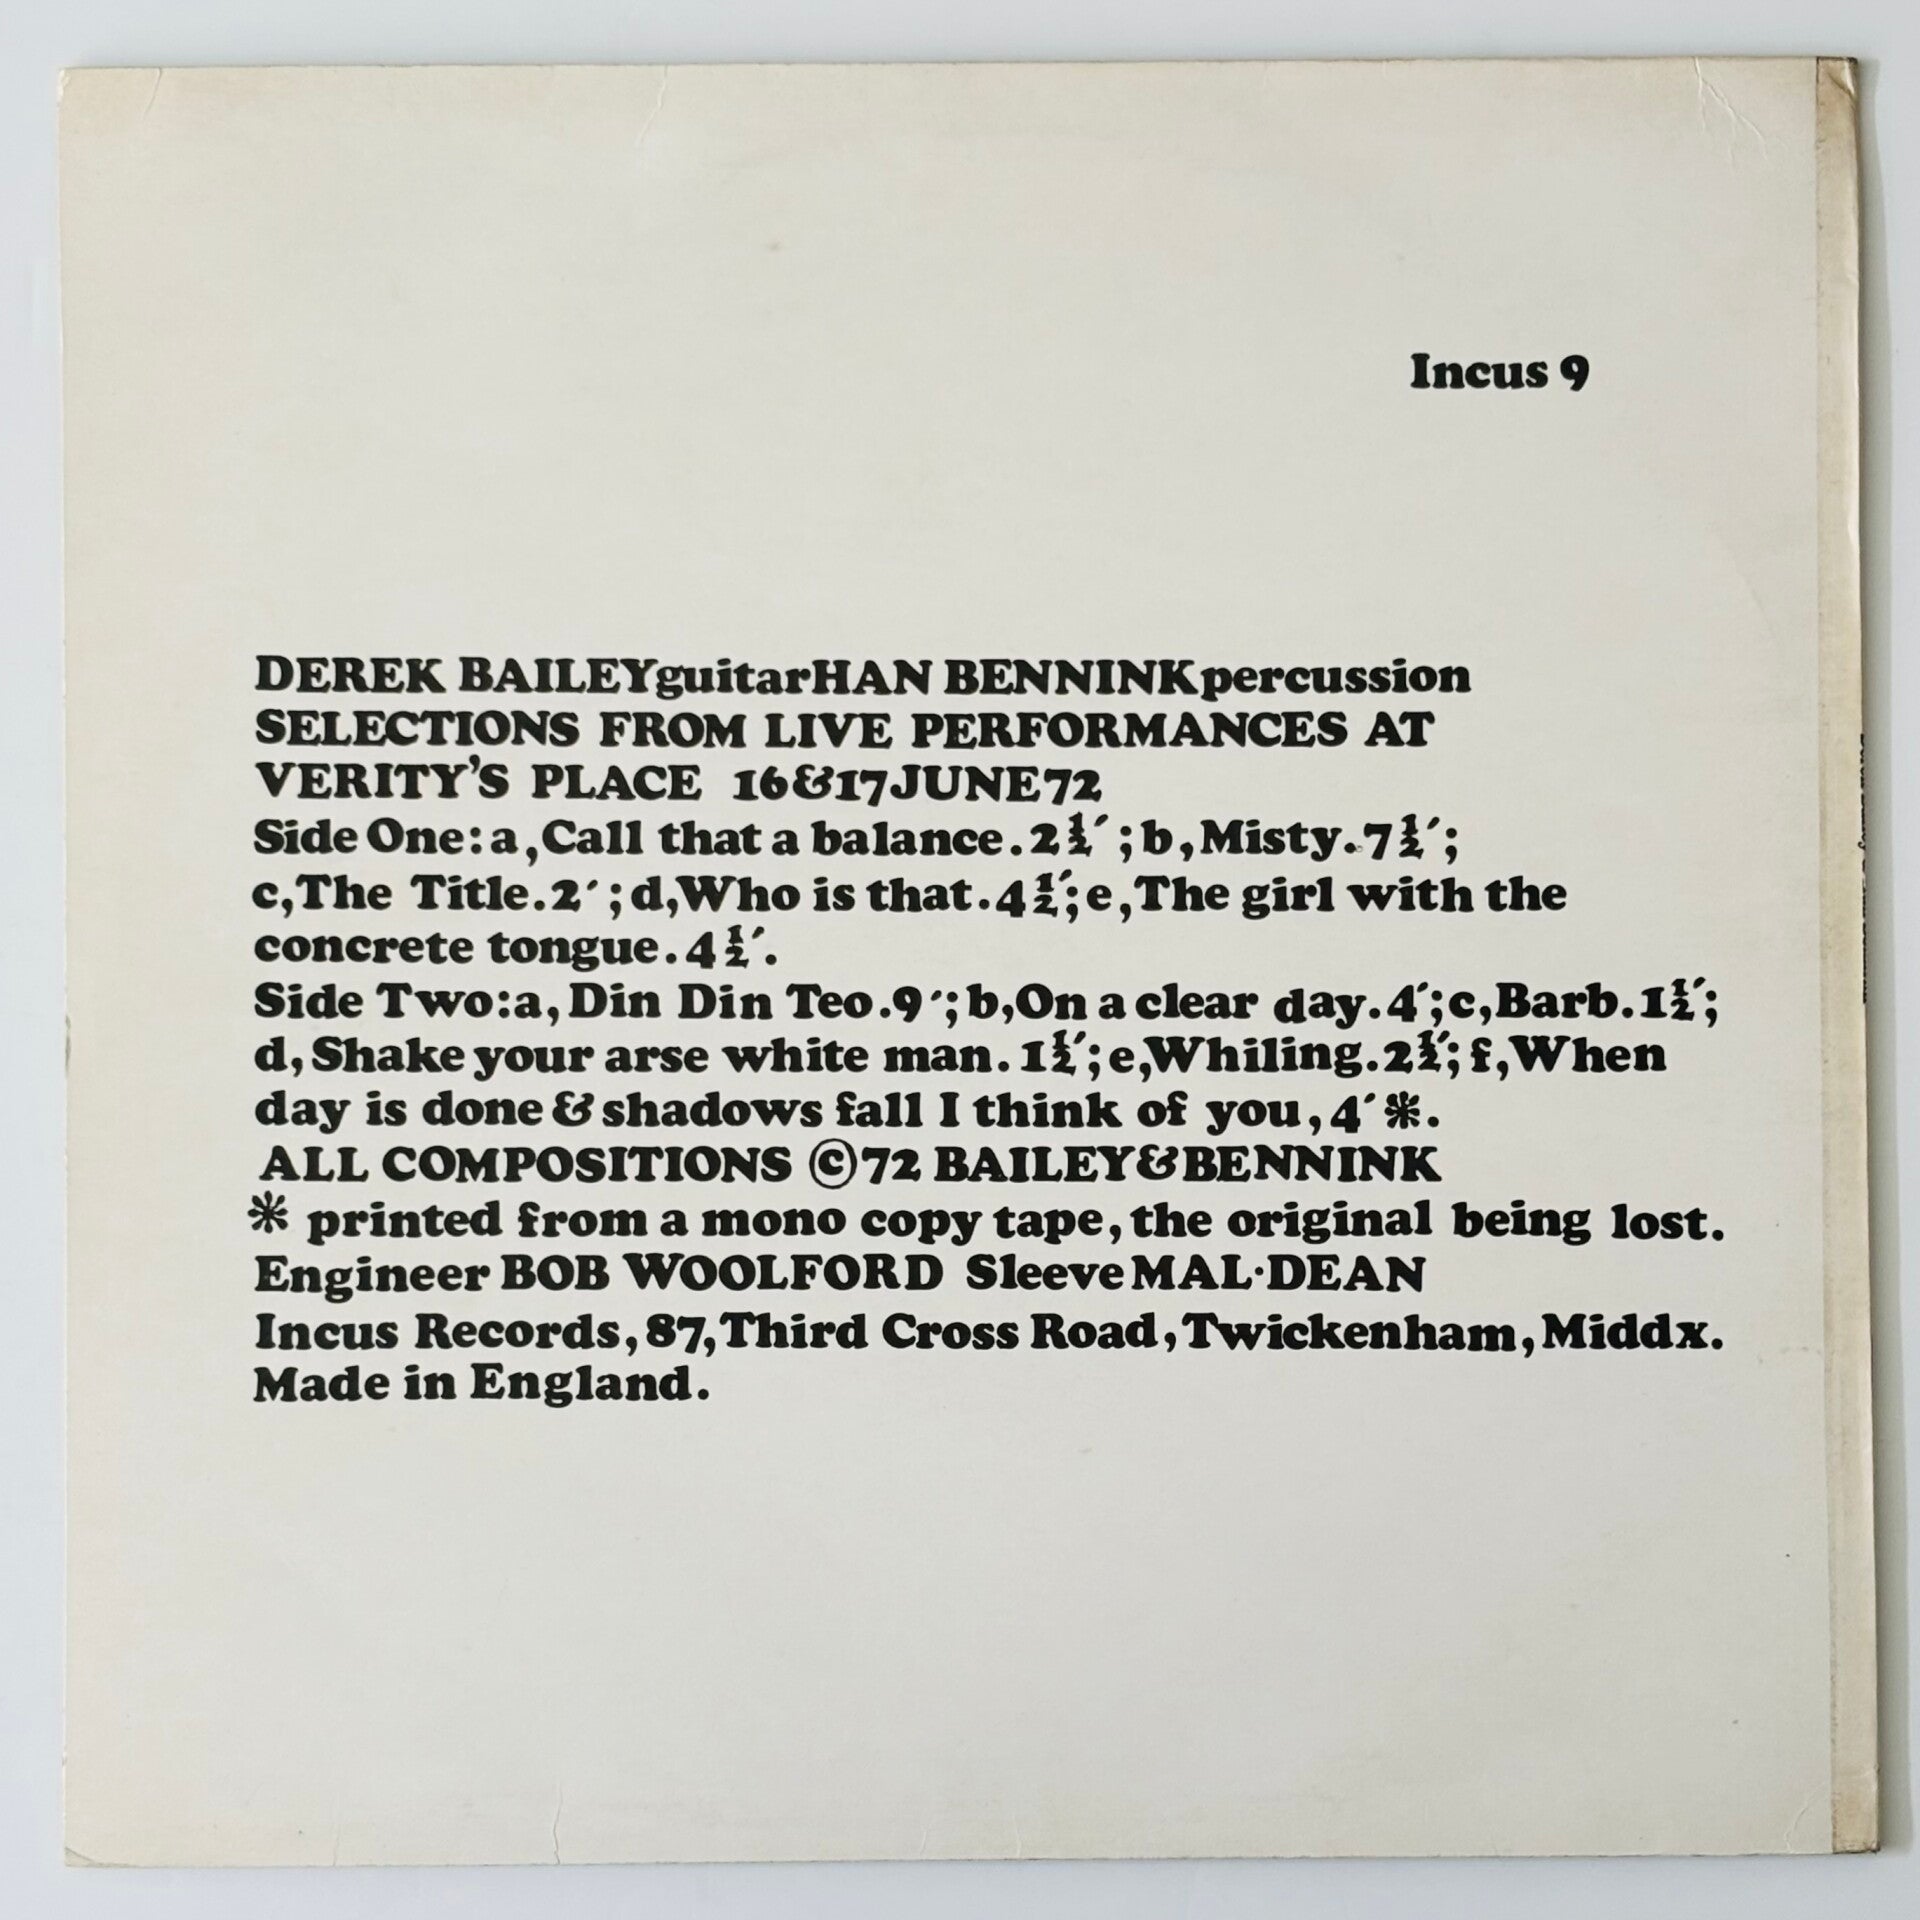 Incus 9
DEREK BAILEYguitarHAN BENNINKpercussion
SELECTIONS FROM LIVE PERFORMANCES AT
VERITY'S PLACE 16&17JUNE72
Side One:a,Call that a balance.2½′;b,Misty.7½′;
c,The Title.2′;d,Who is that.4½′;e,The girl with the
concrete tongue.4½′.
Side Two:a,Din Din Teo.9′;b,On a clear day.4′;c,Barb.1½′;
d,Shake your arse white man.1½′;e,Whiling.2½′;f,When
day is done&shadows fall I think of you,4′*.
ALL COMPOSITIONS ©72 BAILEY&BENNINK
* printed from a mono copy tape,the original being lost.
Engineer BOB WOOLFORD Sleeve MAL·DEAN
Incus Records,87,Third Cross Road,Twickenham,Middx.
Made in England.